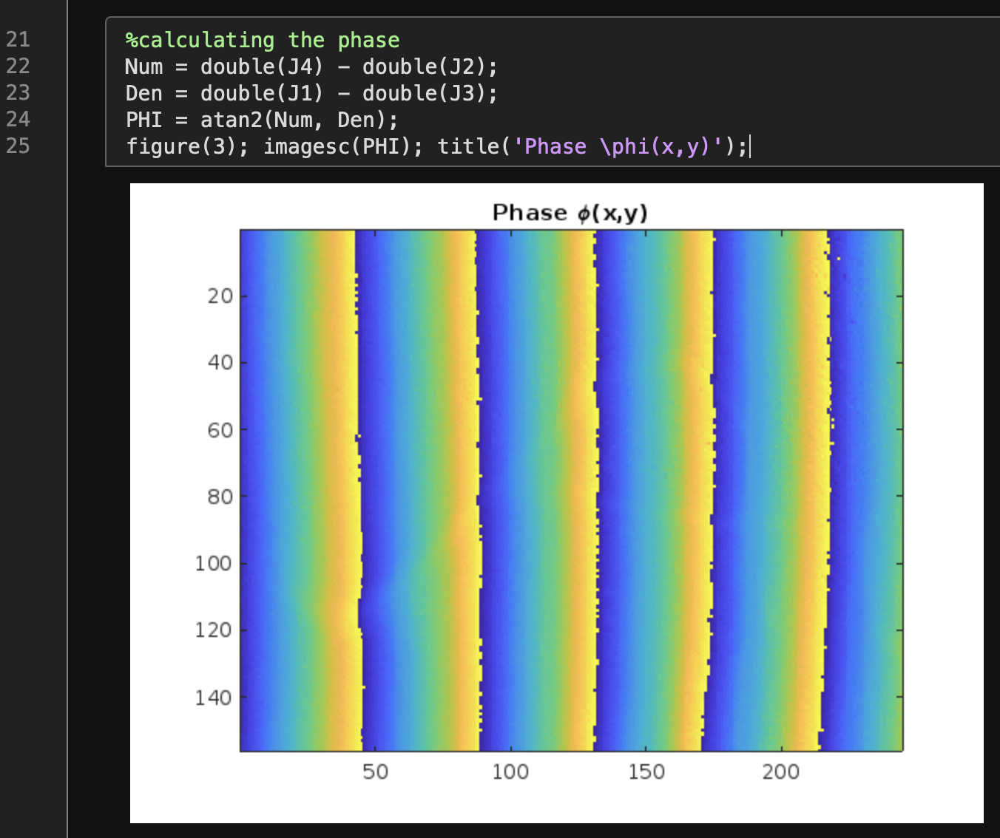 21 %calculating the phase
22 Num = double(J4) - double(J2);
23 Den = double(J1) - double(J3);
24 PHI = atan2(Num, Den);
25 figure(3); imagesc(PHI); title('Phase \phi(x,y)');
Phase ϕ(x,y)
20
40
60
80
100
120
140
50 100 150 200